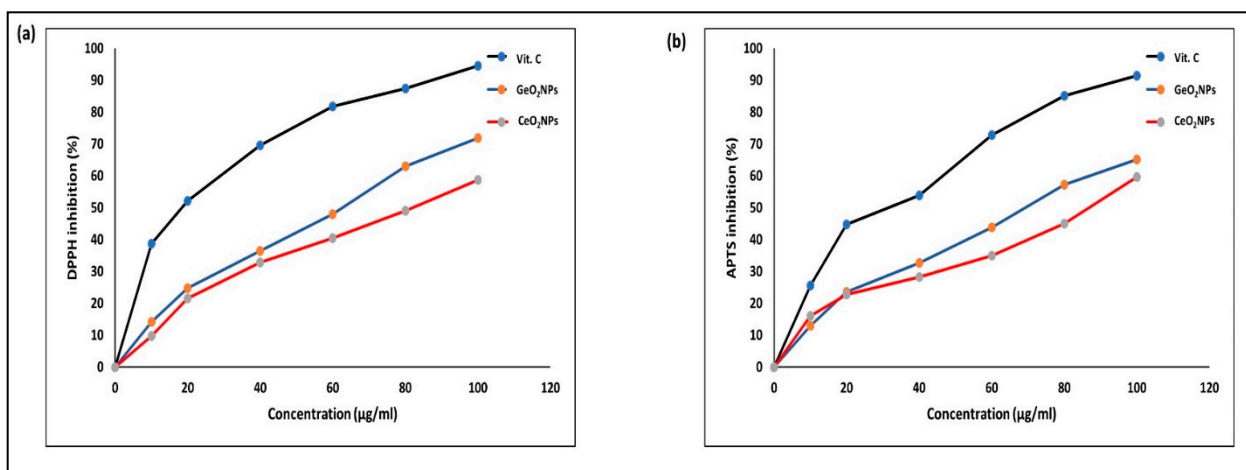 (a)
DPPH inhibition (%)
100
90
80
70
60
50
40
30
20
10
0
0 20 40 60 80 100 120
Concentration (µg/ml)
Vit. C
GeO₂NPs
CeO₂NPs
(b)
APTS inhibition (%)
100
90
80
70
60
50
40
30
20
10
0
0 20 40 60 80 100 120
Concentration (µg/ml)
Vit. C
GeO₂NPs
CeO₂NPs